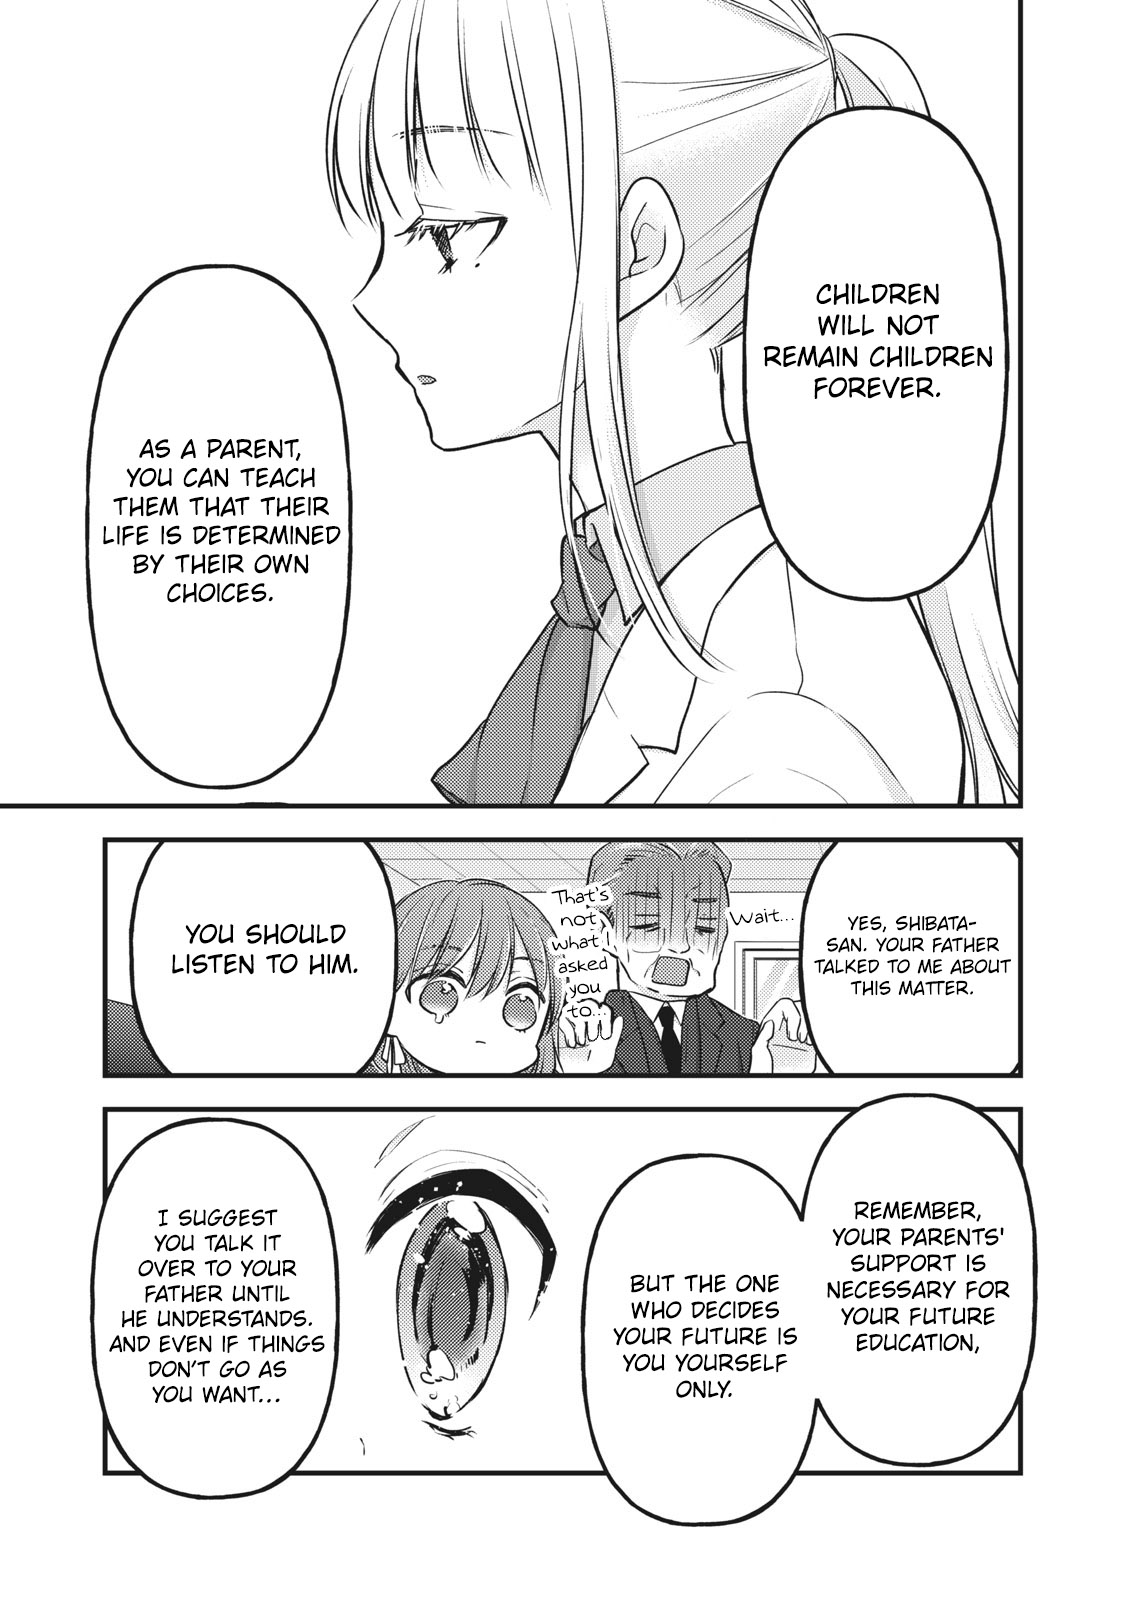 CHILDREN
WILL NOT
REMAIN CHILDREN
FOREVER.
AS A PARENT,
YOU CAN TEACH
THEM THAT THEIR
LIFE IS DETERMINED
BY THEIR OWN
CHOICES.
YES, SHIBATA-
SAN. YOUR FATHER
TALKED TO ME ABOUT
THIS MATTER.
Wait...
That's
not
what I
asked
you
to...
YOU SHOULD
LISTEN TO HIM.
REMEMBER,
YOUR PARENTS'
SUPPORT IS
NECESSARY FOR
YOUR FUTURE
EDUCATION,
BUT THE ONE
WHO DECIDES
YOUR FUTURE IS
YOU YOURSELF
ONLY.
I SUGGEST
YOU TALK IT
OVER TO YOUR
FATHER UNTIL
HE UNDERSTANDS.
AND EVEN IF THINGS
DON'T GO AS
YOU WANT...